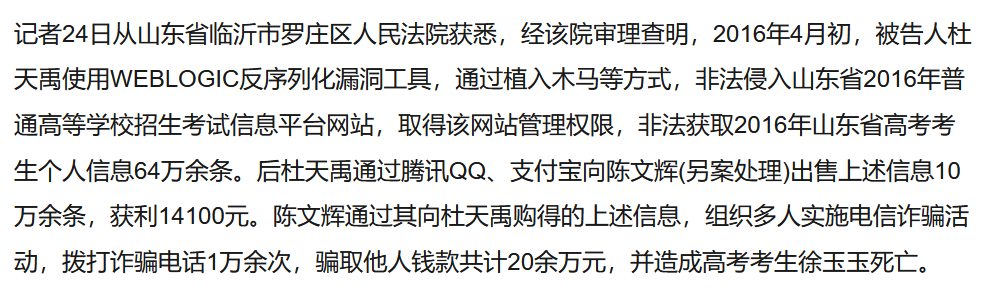 记者24日从山东省临沂市罗庄区人民法院获悉，经该院审理查明，2016年4月初，被告人杜
天禹使用WEBLOGIC反序列化漏洞工具，通过植入木马等方式，非法侵入山东省2016年普
通高等学校招生考试信息平台网站，取得该网站管理权限，非法获取2016年山东省高考考
生个人信息64万余条。后杜天禹通过腾讯QQ、支付宝向陈文辉(另案处理)出售上述信息10
万余条，获利14100元。陈文辉通过其向杜天禹购得的上述信息，组织多人实施电信诈骗活
动，拨打诈骗电话1万余次，骗取他人钱款共计20余万元，并造成高考考生徐玉玉死亡。